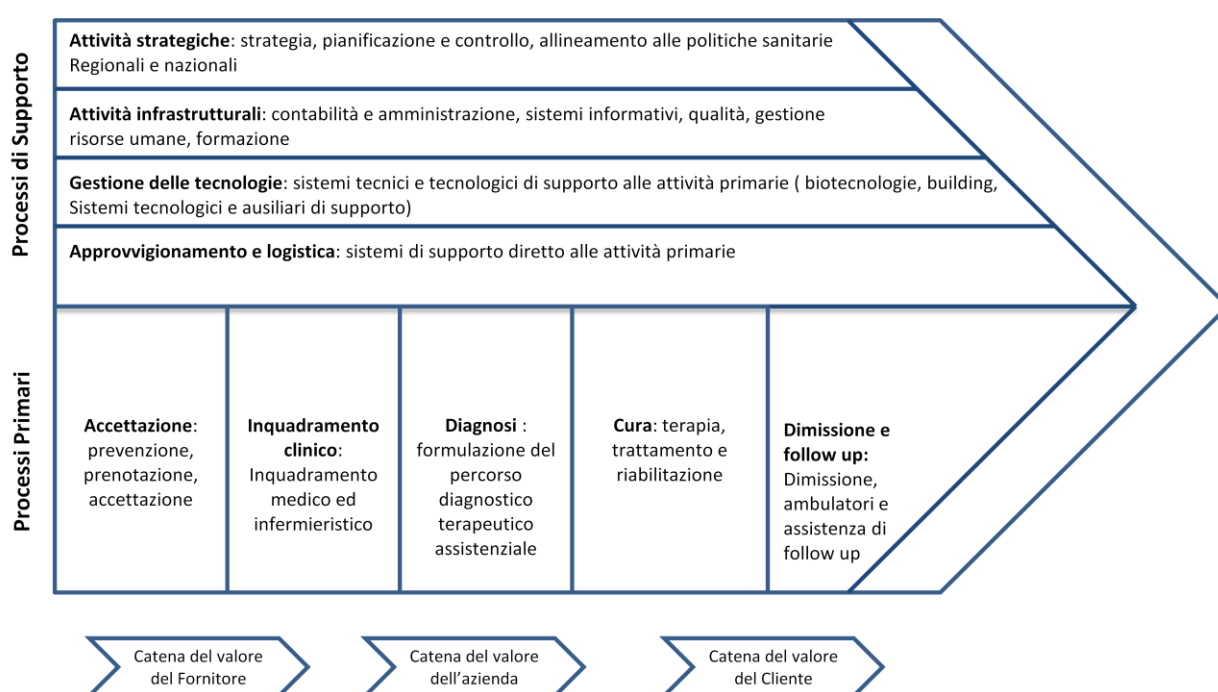 Processi di Supporto
Attività strategiche: strategia, pianificazione e controllo, allineamento alle politiche sanitarie
Regionali e nazionali
Attività infrastrutturali: contabilità e amministrazione, sistemi informativi, qualità, gestione
risorse umane, formazione
Gestione delle tecnologie: sistemi tecnici e tecnologici di supporto alle attività primarie ( biotecnologie, building,
Sistemi tecnologici e ausiliari di supporto)
Approvvigionamento e logistica: sistemi di supporto diretto alle attività primarie
Processi Primari
Accettazione:
prevenzione,
prenotazione,
accettazione
Inquadramento
clinico:
Inquadramento
medico ed
infermieristico
Diagnosi :
formulazione del
percorso
diagnostico
terapeutico
assistenziale
Cura: terapia,
trattamento e
riabilitazione
Dimissione e
follow up:
Dimissione,
ambulatori e
assistenza di
follow up
Catena del valore
del Fornitore
Catena del valore
dell’azienda
Catena del valore
del Cliente